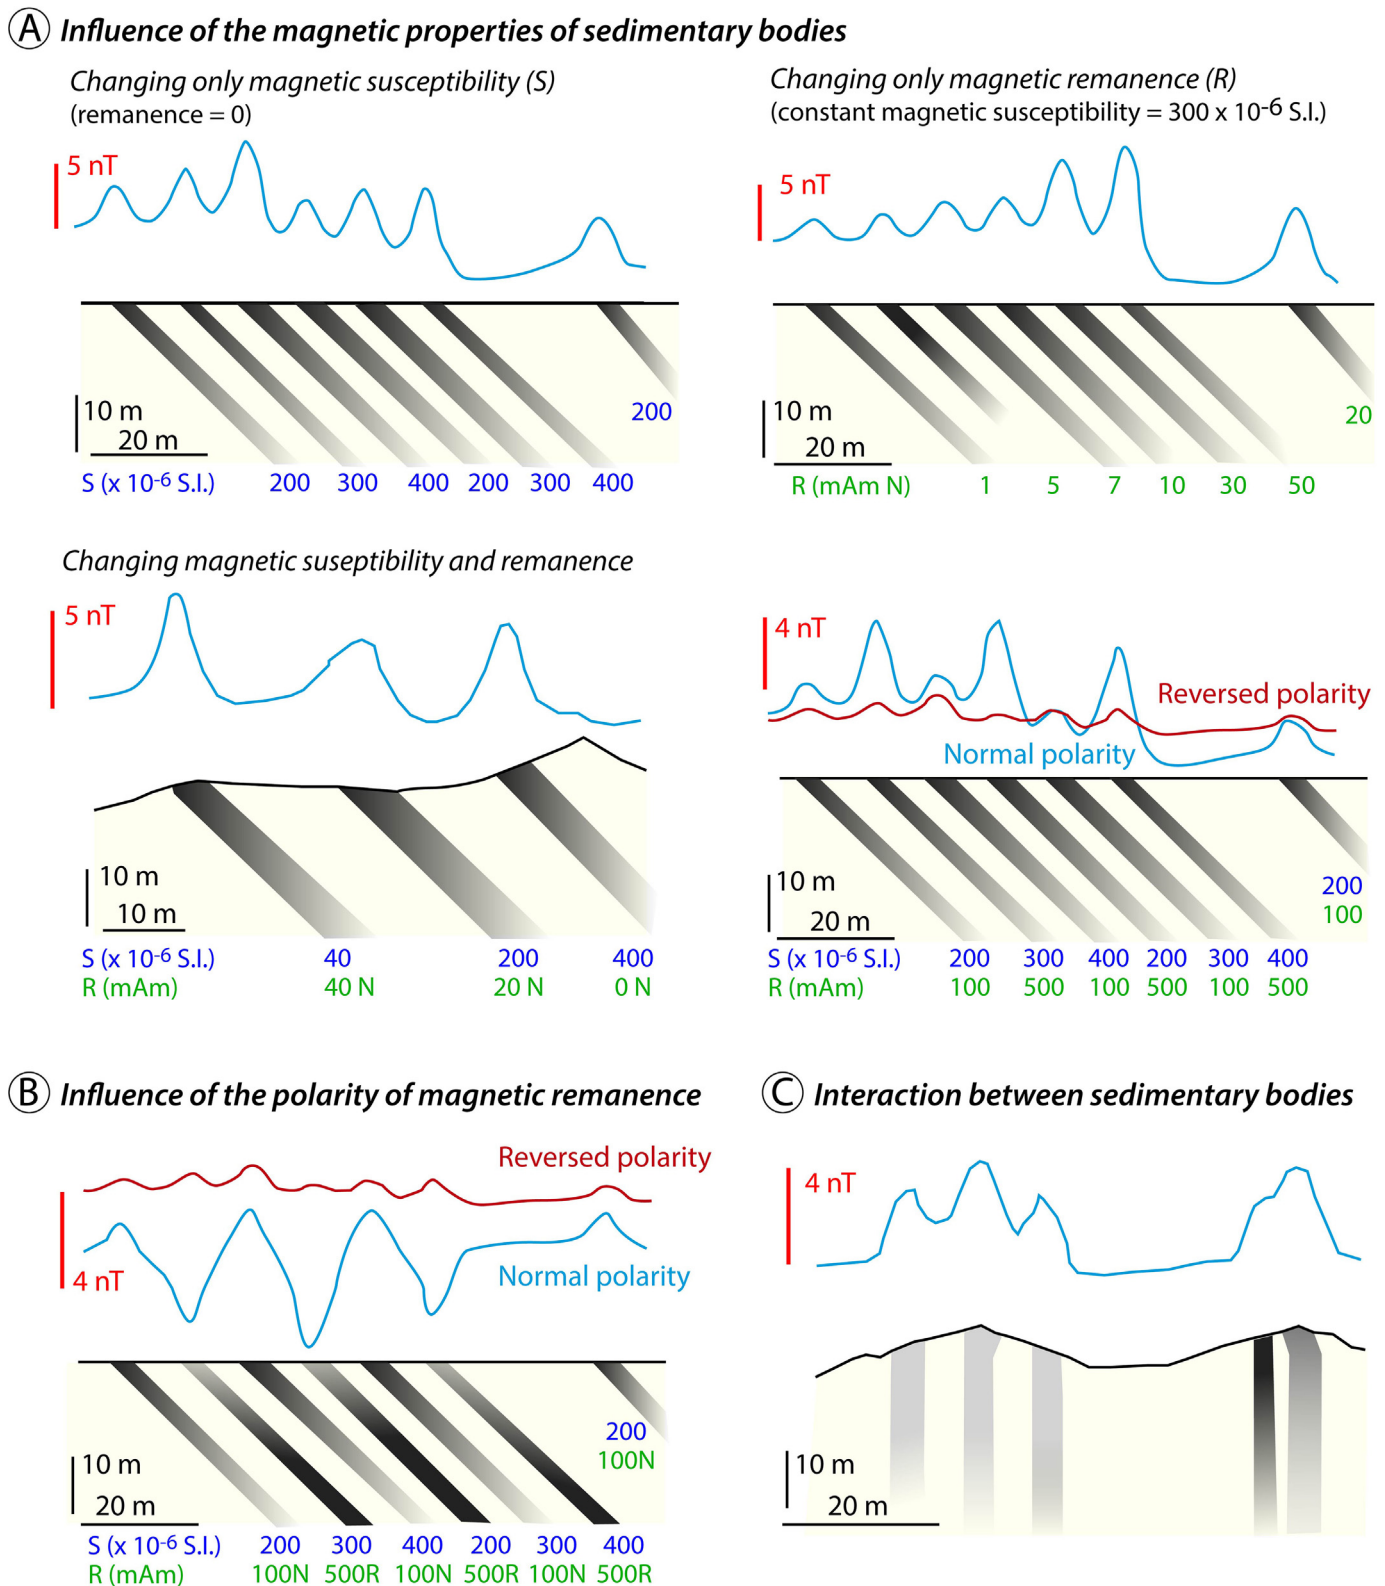 A Influence of the magnetic properties of sedimentary bodies
Changing only magnetic susceptibility (S)
(remanence = 0)
5 nT
10 m
20 m
200
S (x 10-6 S.I.) 200 300 400 200 300 400
Changing only magnetic remanence (R)
(constant magnetic susceptibility = 300 x 10-6 S.I.)
5 nT
10 m
20 m
20
R (mAm N) 1 5 7 10 30 50
Changing magnetic suseptibility and remanence
5 nT
10 m
10 m
S (x 10-6 S.I.) 40 200 400
R (mAm) 40 N 20 N 0 N
4 nT
Reversed polarity
Normal polarity
10 m
20 m
200
100
S (x 10-6 S.I.) 200 300 400 200 300 400
R (mAm) 100 500 100 500 100 500
B Influence of the polarity of magnetic remanence
Reversed polarity
4 nT
Normal polarity
10 m
20 m
200
100N
S (x 10-6 S.I.) 200 300 400 200 300 400
R (mAm) 100N 500R 100N 500R 100N 500R
C Interaction between sedimentary bodies
4 nT
10 m
20 m